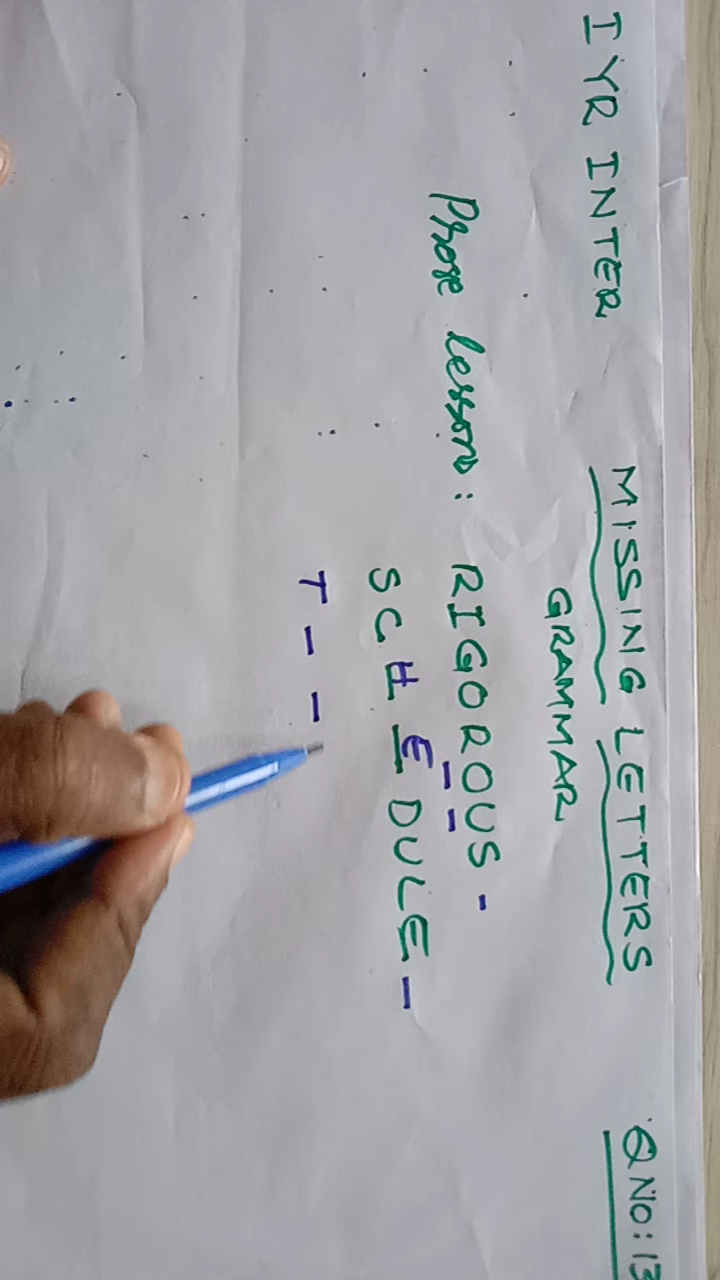 I YR INTER MISSING LETTERS Q NO: 13
GRAMMAR
Prose lessons: RIGOROUS -
SCHEDULE -
T - -